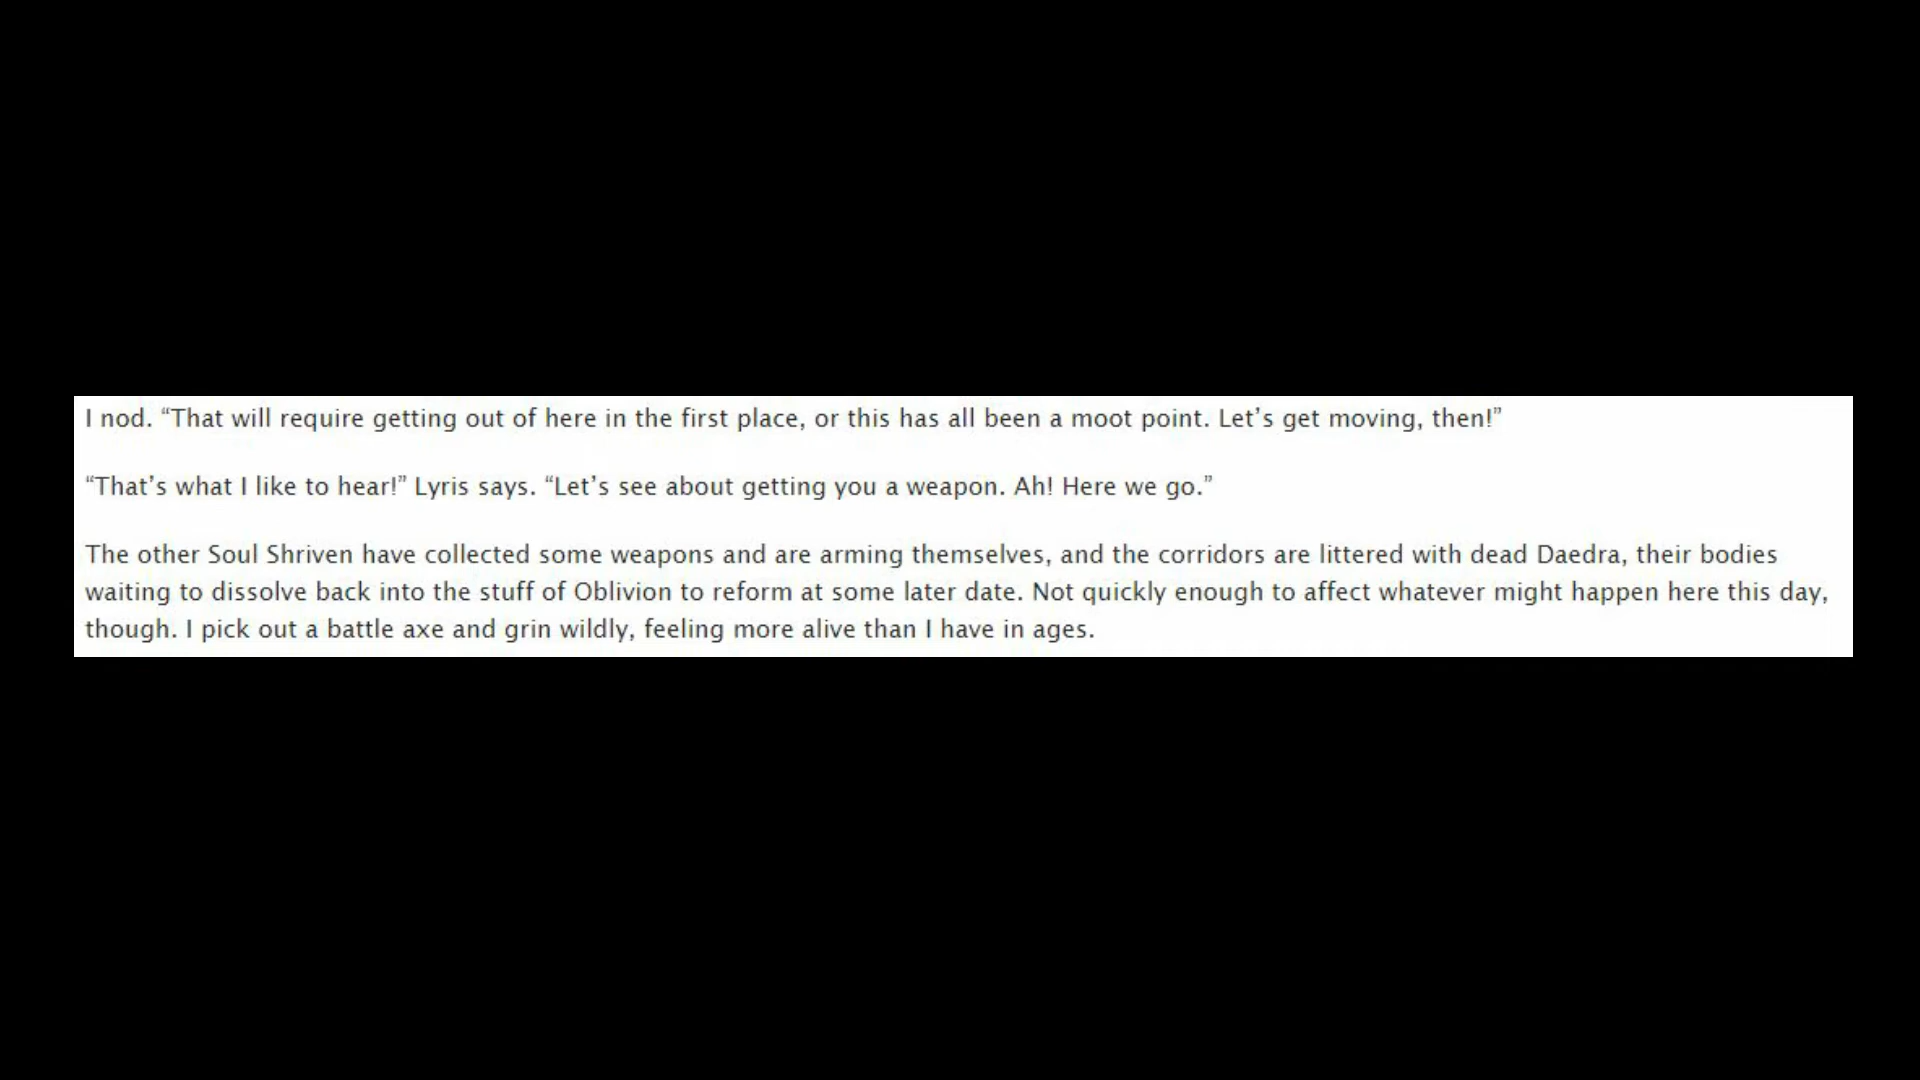 I nod. “That will require getting out of here in the first place, or this has all been a moot point. Let’s get moving, then!”
“That’s what I like to hear!” Lyris says. “Let’s see about getting you a weapon. Ah! Here we go.”
The other Soul Shriven have collected some weapons and are arming themselves, and the corridors are littered with dead Daedra, their bodies
waiting to dissolve back into the stuff of Oblivion to reform at some later date. Not quickly enough to affect whatever might happen here this day,
though. I pick out a battle axe and grin wildly, feeling more alive than I have in ages.